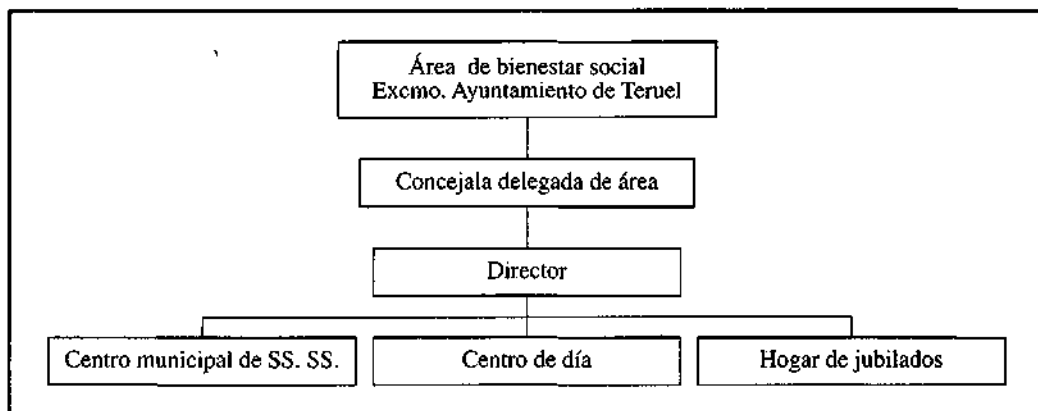 Área de bienestar social
Excmo. Ayuntamiento de Teruel
Concejala delegada de área
Director
Centro municipal de SS. SS.
Centro de día
Hogar de jubilados